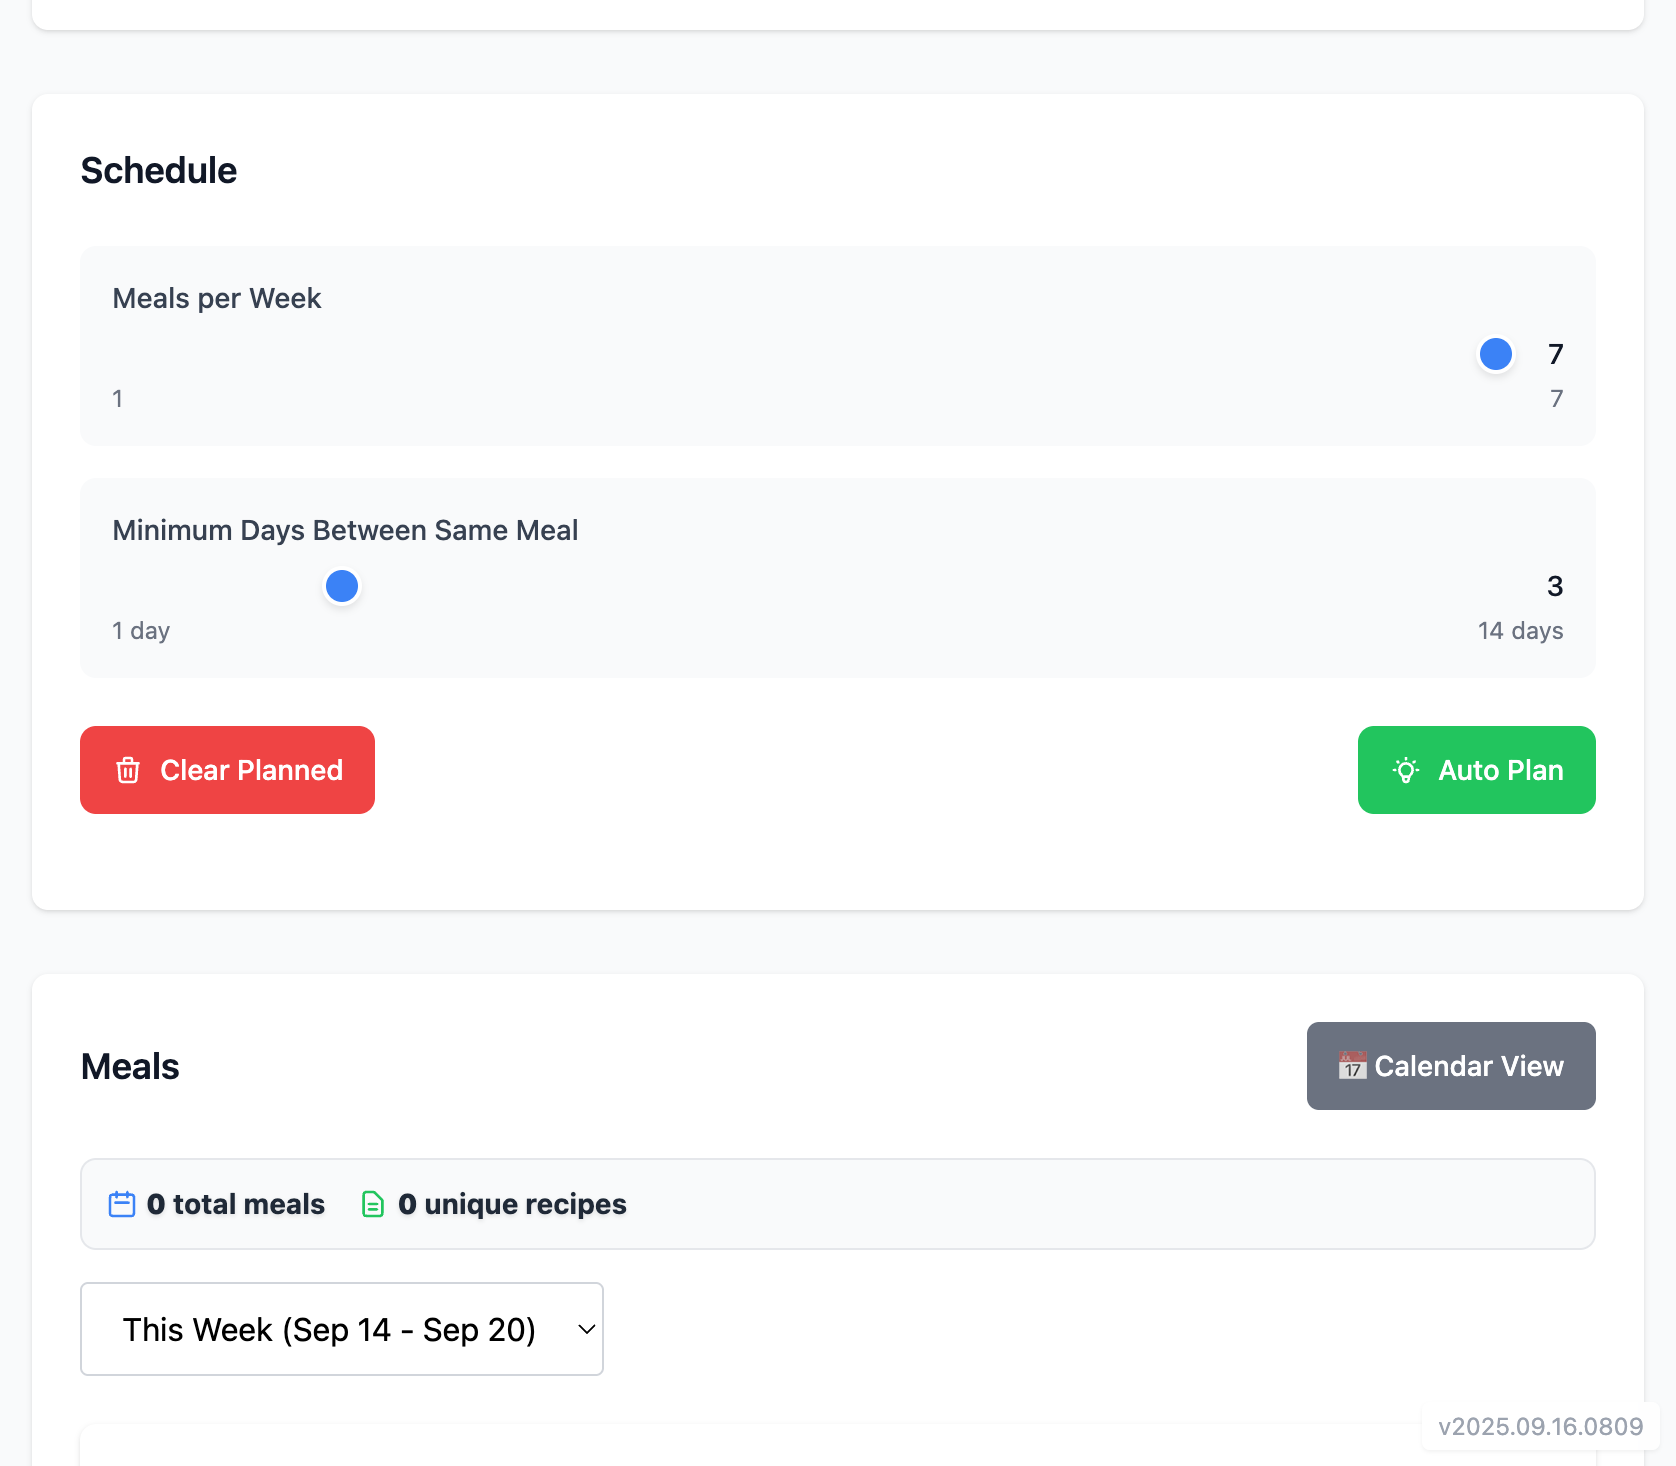 Schedule
Meals per Week
7
1
7
Minimum Days Between Same Meal
3
1 day
14 days
Clear Planned
Auto Plan
Meals
JUL
17
Calendar View
0 total meals
0 unique recipes
This Week (Sep 14 - Sep 20)
v2025.09.16.0809